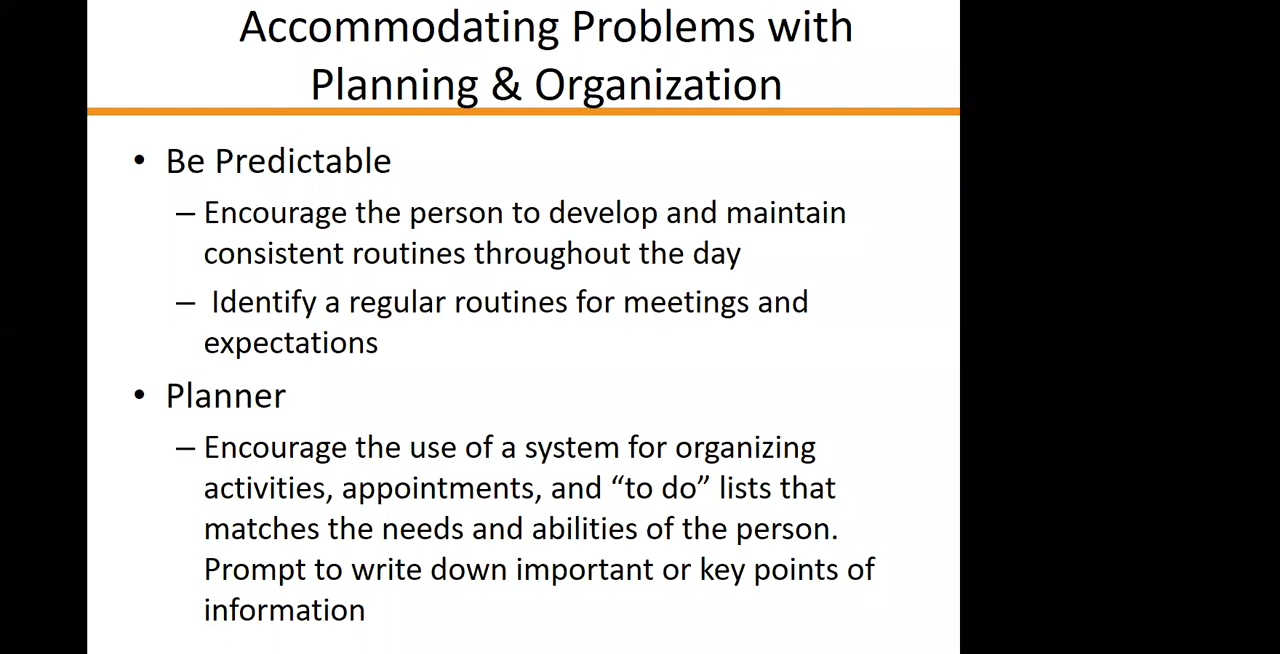 Accommodating Problems with
Planning & Organization
• Be Predictable
– Encourage the person to develop and maintain
consistent routines throughout the day
– Identify a regular routines for meetings and
expectations
• Planner
– Encourage the use of a system for organizing
activities, appointments, and “to do” lists that
matches the needs and abilities of the person.
Prompt to write down important or key points of
information